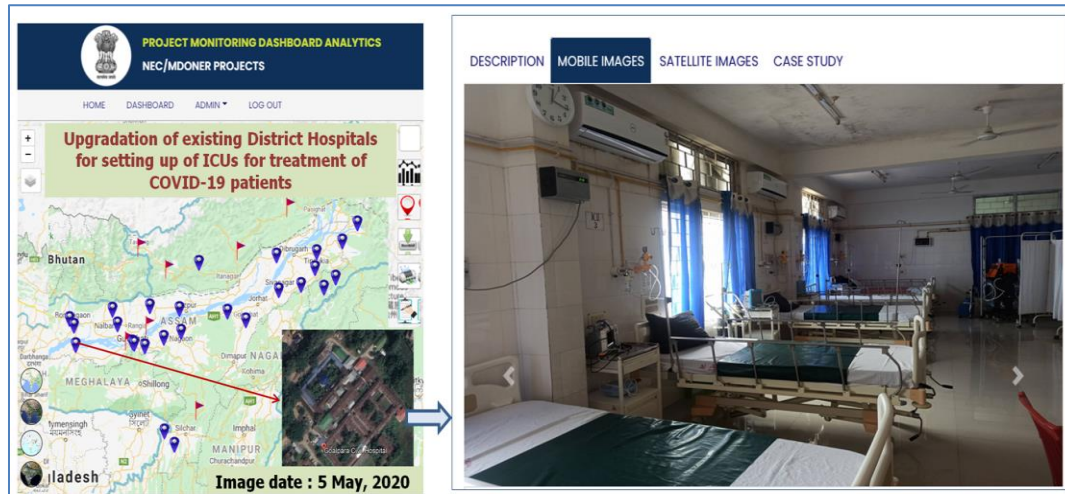 PROJECT MONITORING DASHBOARD ANALYTICS
NEC/MDONER PROJECTS
HOME DASHBOARD ADMIN LOG OUT
+
−
Upgradation of existing District Hospitals
for setting up of ICUs for treatment of
COVID-19 patients
Bhutan
Dibrugarh
Jorhat
ASSAM
Dimapur
MEGHALAYA
Shillong
Silchar
Imphal
MANIPUR
Churachandpur
Goalpara Civil Hospital
ladesh
Image date : 5 May, 2020
DESCRIPTION MOBILE IMAGES SATELLITE IMAGES CASE STUDY